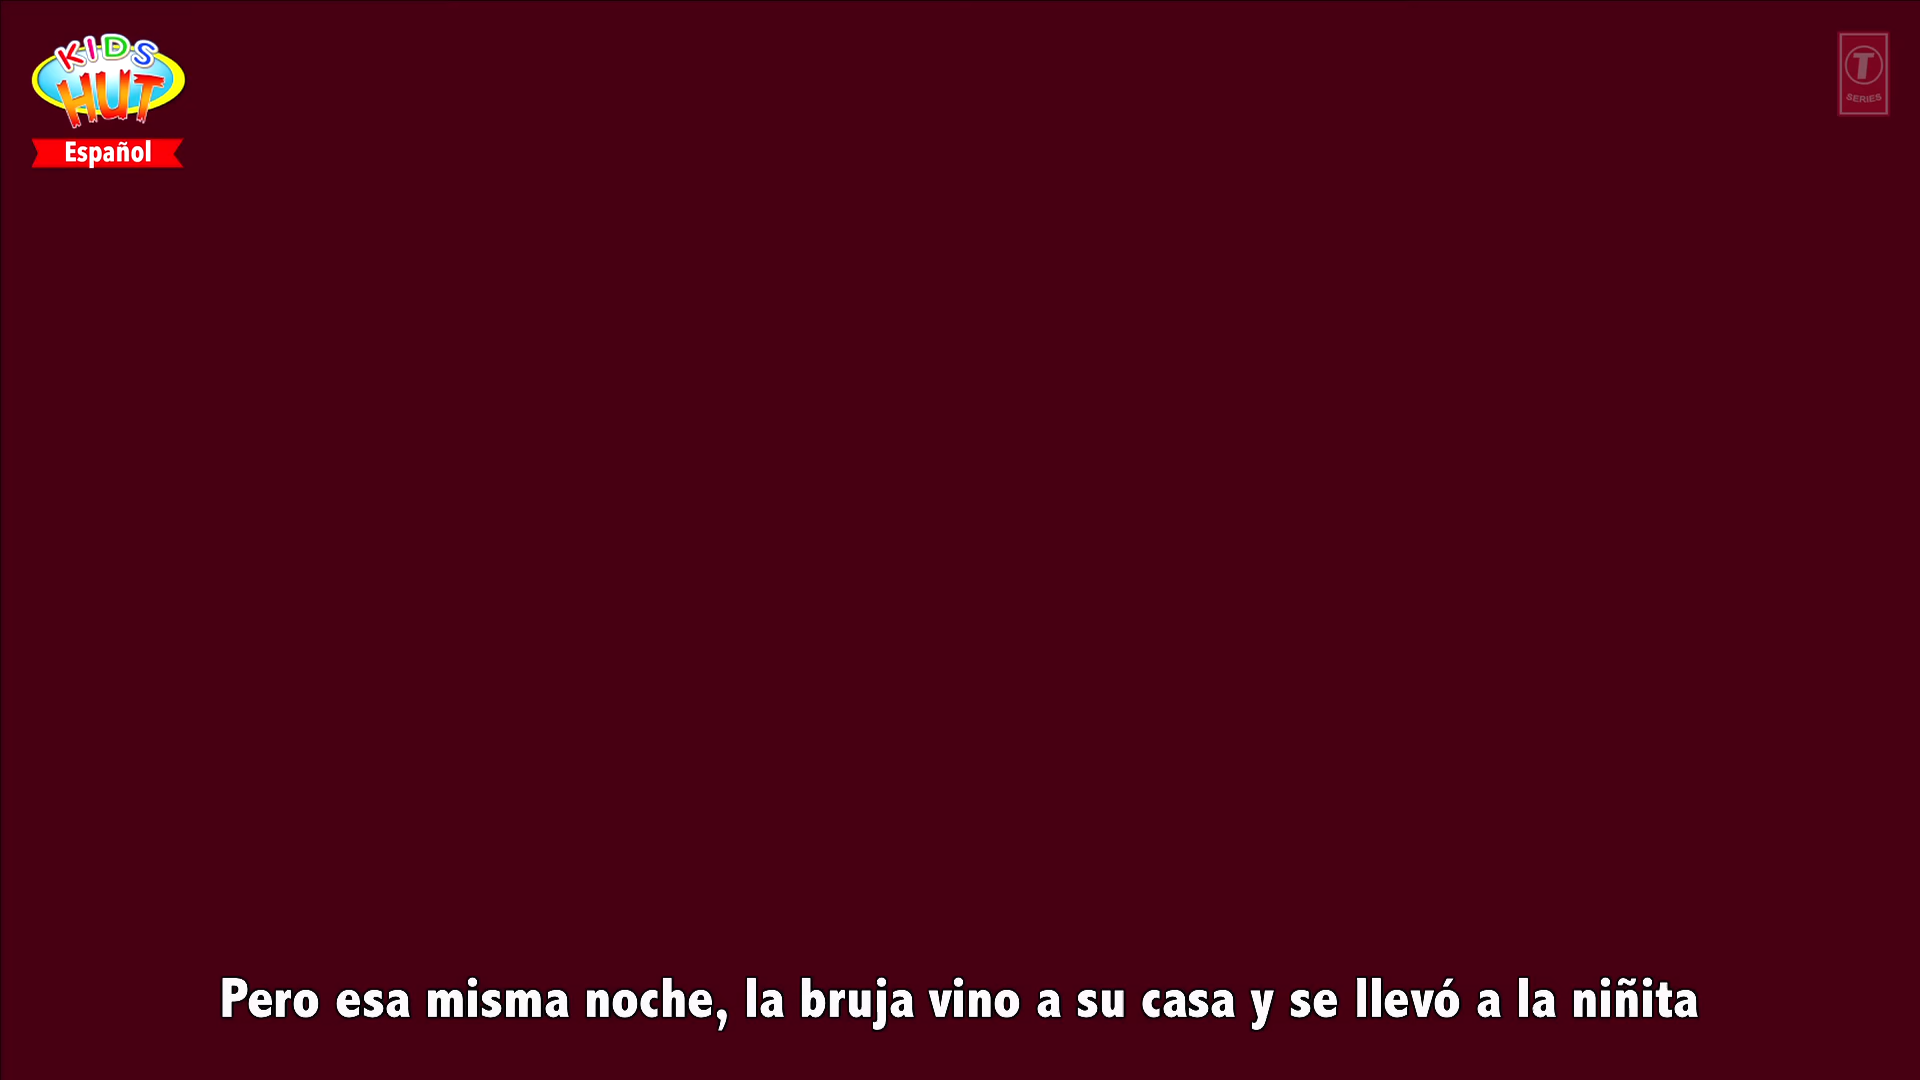 KIDS
HUT
Español
T
SERIES
Pero esa misma noche, la bruja vino a su casa y se llevó a la niñita